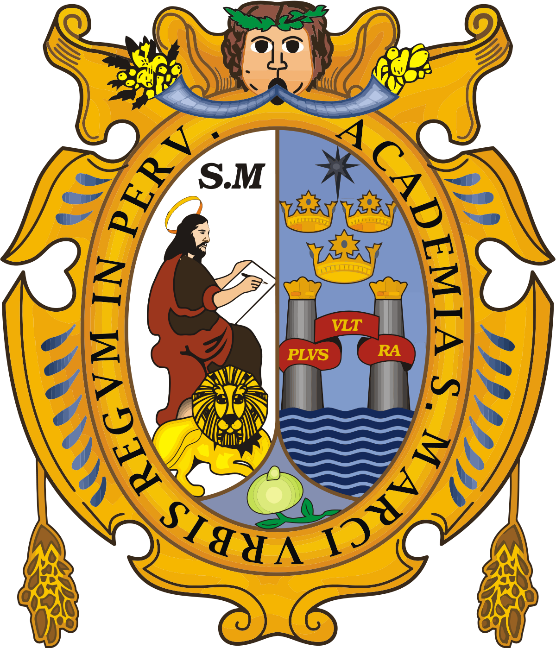 ACADEMIA S. MARCI VRBIS REGVM IN PERV.
S.M
PLVS VLT RA